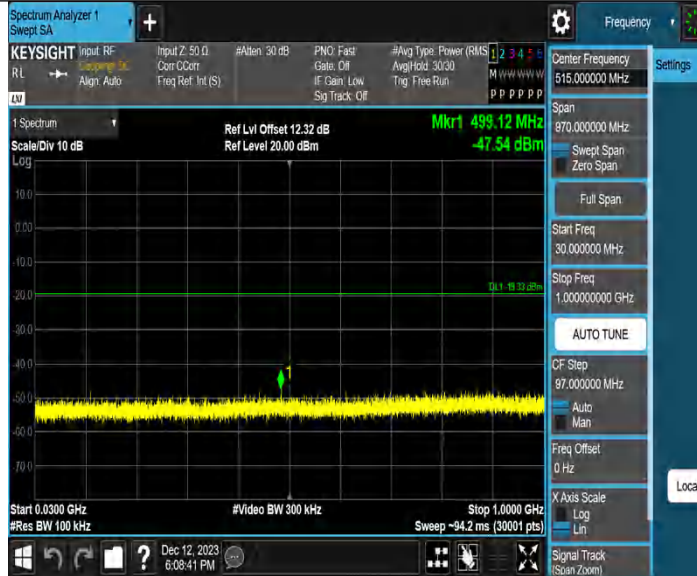 Spectrum Analyzer 1
Swept SA
+
Frequency
KEYSIGHT
RL
Input: RF
Coupling: DC
Align: Auto
Input Z: 50 Ω
Corr CCorr
Freq Ref: Int (S)
#Atten: 30 dB
PNO: Fast
Gate: Off
IF Gain: Low
Sig Track: Off
#Avg Type: Power (RMS
Avg|Hold: 30/30
Trig: Free Run
1 2 3 4 5 6
M W W W W W
P P P P P P
1 Spectrum
Scale/Div 10 dB
Log
Ref Lvl Offset 12.32 dB
Ref Level 20.00 dBm
Mkr1 499.12 MHz
-47.54 dBm
10.0
0.00
-10.0
-20.0
-30.0
-40.0
-50.0
-60.0
-70.0
DL1 -19.33 dBm
1
Start 0.0300 GHz
#Res BW 100 kHz
#Video BW 300 kHz
Stop 1.0000 GHz
Sweep ~94.2 ms (30001 pts)
?
Dec 12, 2023
6:08:41 PM
Center Frequency
515.000000 MHz
Settings
Span
970.000000 MHz
Swept Span
Zero Span
Full Span
Start Freq
30.000000 MHz
Stop Freq
1.000000000 GHz
AUTO TUNE
CF Step
97.000000 MHz
Auto
Man
Freq Offset
0 Hz
X Axis Scale
Log
Lin
Signal Track
(Span Zoom)
Loca